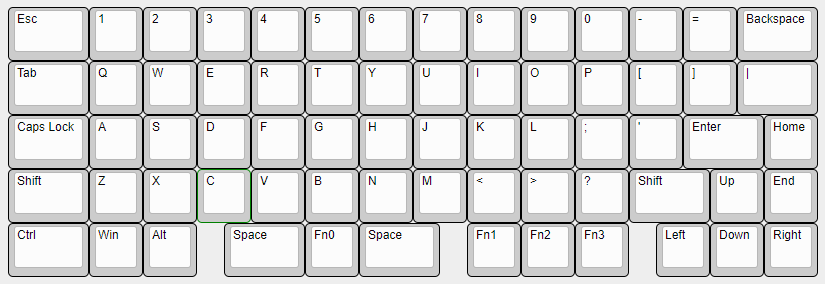 Esc 1 2 3 4 5 6 7 8 9 0 - = Backspace
Tab Q W E R T Y U I O P [ ] |
Caps Lock A S D F G H J K L ; ' Enter Home
Shift Z X C V B N M < > ? Shift Up End
Ctrl Win Alt Space Fn0 Space Fn1 Fn2 Fn3 Left Down Right